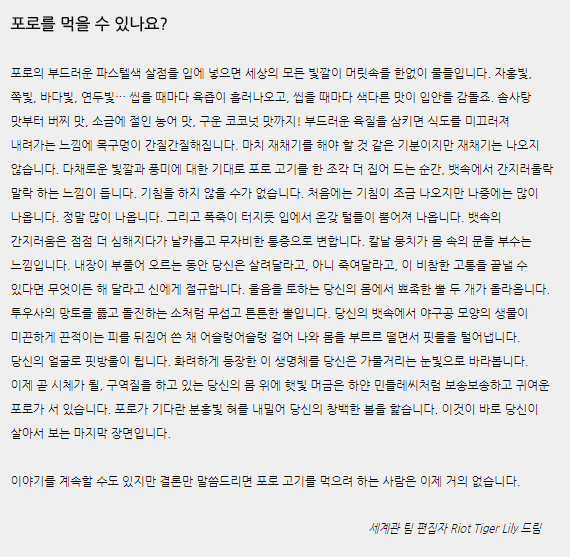 포로를 먹을 수 있나요?
포로의 부드러운 파스텔색 살점을 입에 넣으면 세상의 모든 빛깔이 머릿속을 한없이 물들입니다. 자홍빛,
쪽빛, 바다빛, 연두빛… 씹을 때마다 육즙이 흘러나오고, 씹을 때마다 색다른 맛이 입안을 감돌죠. 솜사탕
맛부터 버찌 맛, 소금에 절인 농어 맛, 구운 코코넛 맛까지! 부드러운 육질을 삼키면 식도를 미끄러져
내려가는 느낌에 목구멍이 간질간질해집니다. 마치 재채기를 해야 할 것 같은 기분이지만 재채기는 나오지
않습니다. 다채로운 빛깔과 풍미에 대한 기대로 포로 고기를 한 조각 더 집어 드는 순간, 뱃속에서 간지러울락
말락 하는 느낌이 듭니다. 기침을 하지 않을 수가 없습니다. 처음에는 기침이 조금 나오지만 나중에는 많이
나옵니다. 정말 많이 나옵니다. 그리고 폭죽이 터지듯 입에서 온갖 털들이 뿜어져 나옵니다. 뱃속의
간지러움은 점점 더 심해지다가 날카롭고 무자비한 통증으로 변합니다. 칼날 뭉치가 몸 속의 문을 부수는
느낌입니다. 내장이 부풀어 오르는 동안 당신은 살려달라고, 아니 죽여달라고, 이 비참한 고통을 끝낼 수
있다면 무엇이든 해 달라고 신에게 절규합니다. 울음을 토하는 당신의 몸에서 뾰족한 뿔 두 개가 올라옵니다.
투우사의 망토를 뚫고 돌진하는 소처럼 무섭고 튼튼한 뿔입니다. 당신의 뱃속에서 야구공 모양의 생물이
미끈하게 끈적이는 피를 뒤집어 쓴 채 어슬렁어슬렁 걸어 나와 몸을 부르르 떨면서 핏물을 털어냅니다.
당신의 얼굴로 핏방울이 튑니다. 화려하게 등장한 이 생명체를 당신은 가물거리는 눈빛으로 바라봅니다.
이제 곧 시체가 될, 구역질을 하고 있는 당신의 몸 위에 햇빛 머금은 하얀 민들레씨처럼 보송보송하고 귀여운
포로가 서 있습니다. 포로가 기다란 분홍빛 혀를 내밀어 당신의 창백한 볼을 핥습니다. 이것이 바로 당신이
살아서 보는 마지막 장면입니다.
이야기를 계속할 수도 있지만 결론만 말씀드리면 포로 고기를 먹으려 하는 사람은 이제 거의 없습니다.
세계관 팀 편집자 Riot Tiger Lily 드림